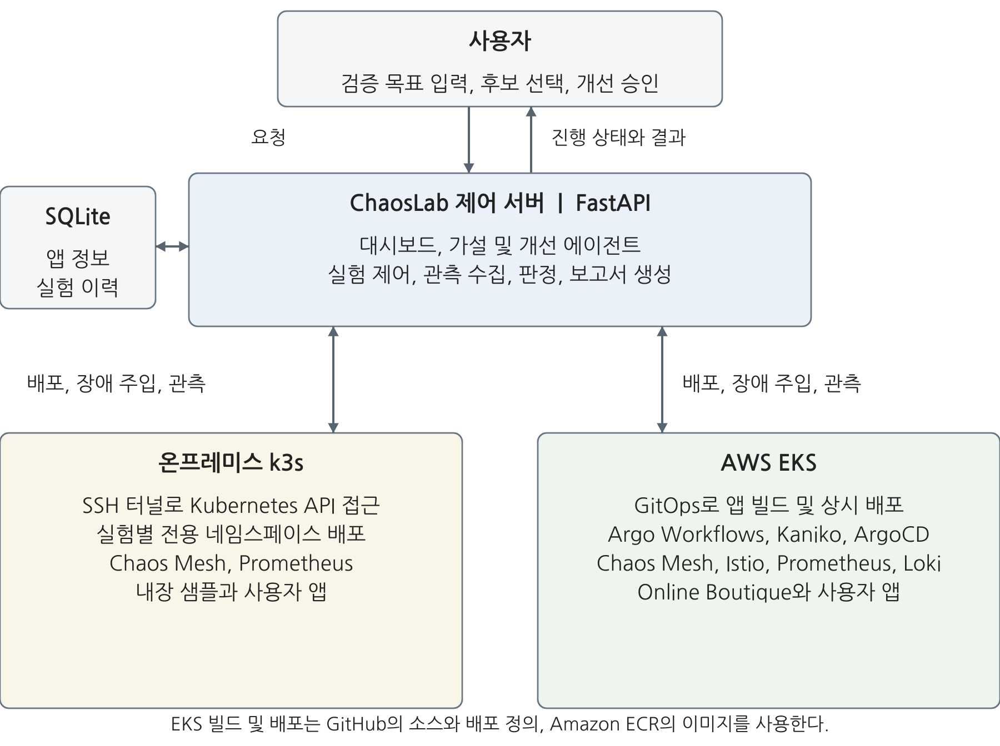 사용자
검증 목표 입력, 후보 선택, 개선 승인
요청
진행 상태와 결과
ChaosLab 제어 서버 | FastAPI
대시보드, 가설 및 개선 에이전트
실험 제어, 관측 수집, 판정, 보고서 생성
SQLite
앱 정보
실험 이력
배포, 장애 주입, 관측
배포, 장애 주입, 관측
온프레미스 k3s
SSH 터널로 Kubernetes API 접근
실험별 전용 네임스페이스 배포
Chaos Mesh, Prometheus
내장 샘플과 사용자 앱
AWS EKS
GitOps로 앱 빌드 및 상시 배포
Argo Workflows, Kaniko, ArgoCD
Chaos Mesh, Istio, Prometheus, Loki
Online Boutique와 사용자 앱
EKS 빌드 및 배포는 GitHub의 소스와 배포 정의, Amazon ECR의 이미지를 사용한다.